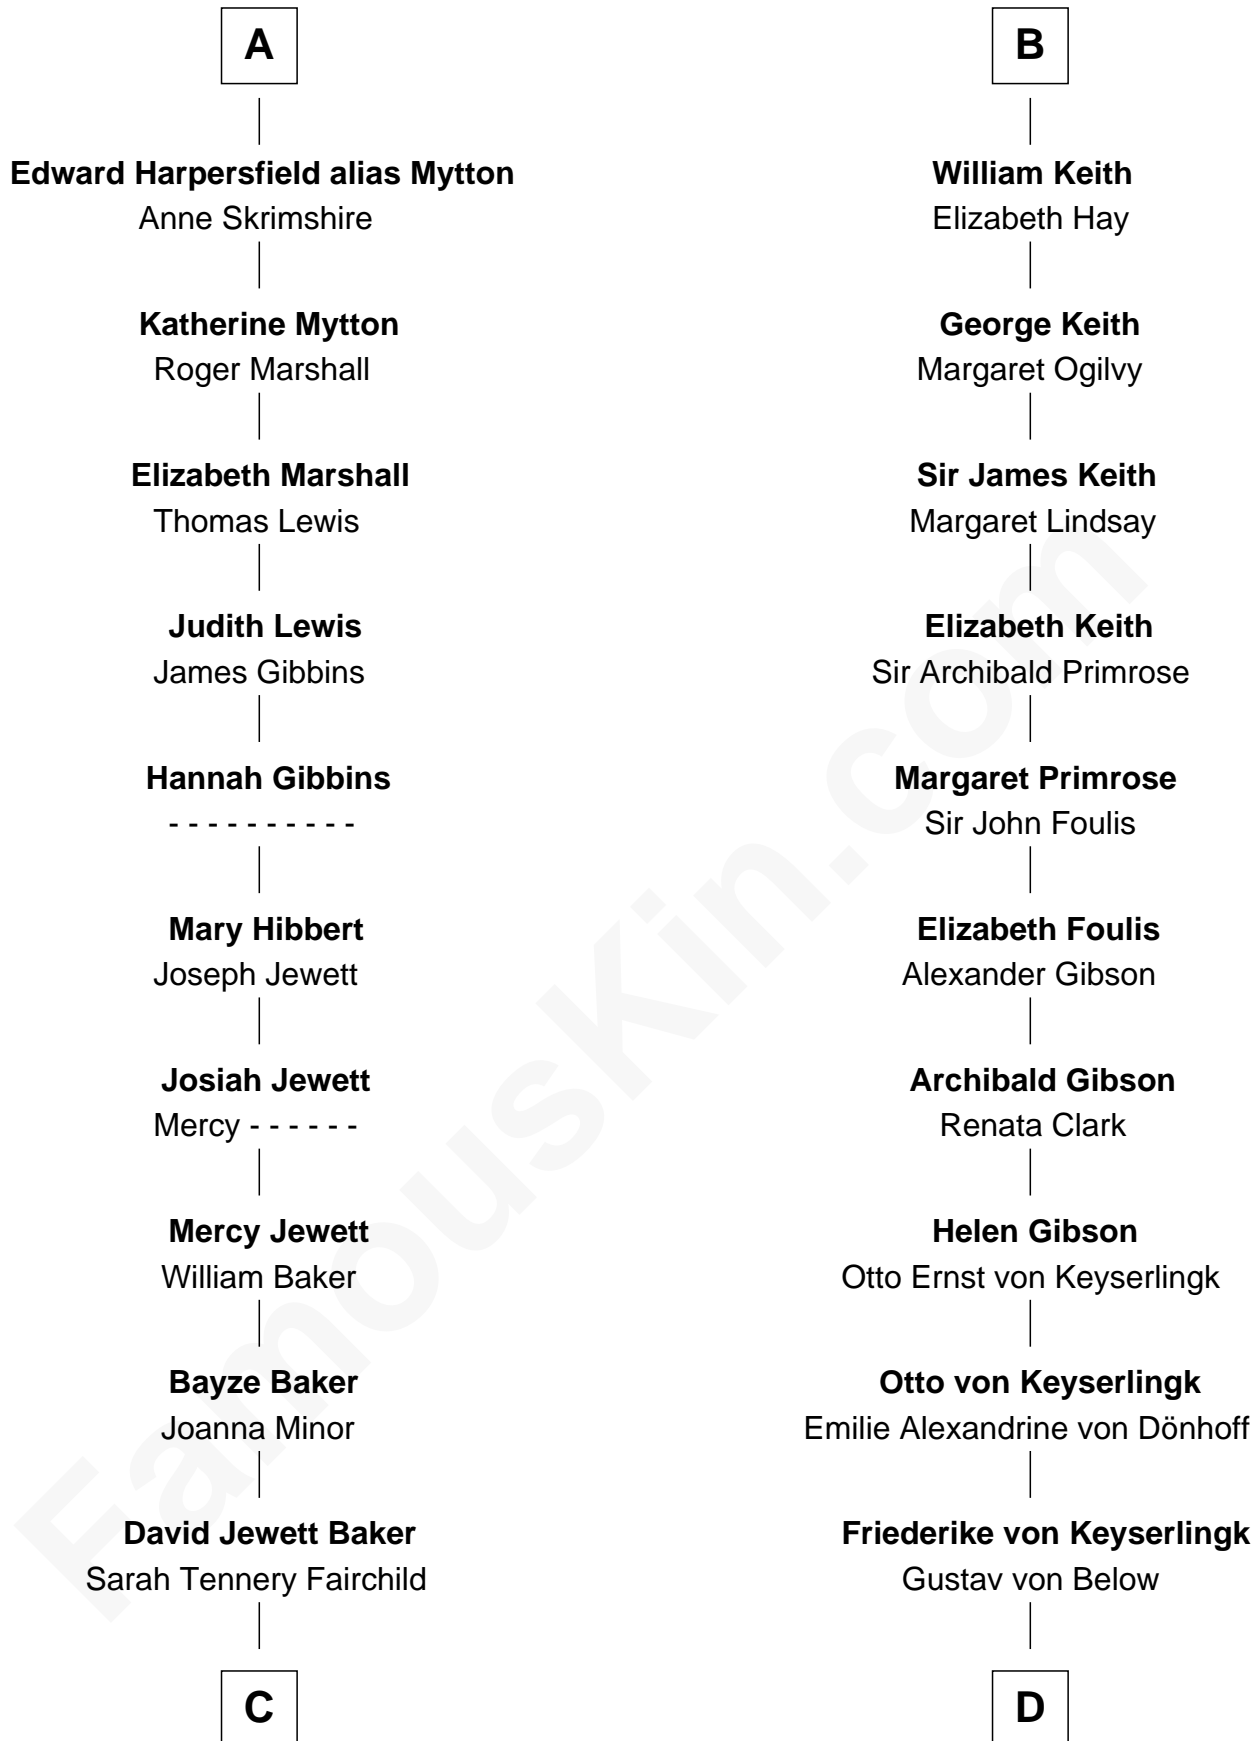 A
Edward Harpersfield alias Mytton
Anne Skrimshire
Katherine Mytton
Roger Marshall
Elizabeth Marshall
Thomas Lewis
Judith Lewis
James Gibbins
Hannah Gibbins
- - - - - - - - - -
Mary Hibbert
Joseph Jewett
Josiah Jewett
Mercy - - - - - -
Mercy Jewett
William Baker
Bayze Baker
Joanna Minor
David Jewett Baker
Sarah Tennery Fairchild
C
B
William Keith
Elizabeth Hay
George Keith
Margaret Ogilvy
Sir James Keith
Margaret Lindsay
Elizabeth Keith
Sir Archibald Primrose
Margaret Primrose
Sir John Foulis
Elizabeth Foulis
Alexander Gibson
Archibald Gibson
Renata Clark
Helen Gibson
Otto Ernst von Keyserlingk
Otto von Keyserlingk
Emilie Alexandrine von Dönhoff
Friederike von Keyserlingk
Gustav von Below
D
FamousKin.com